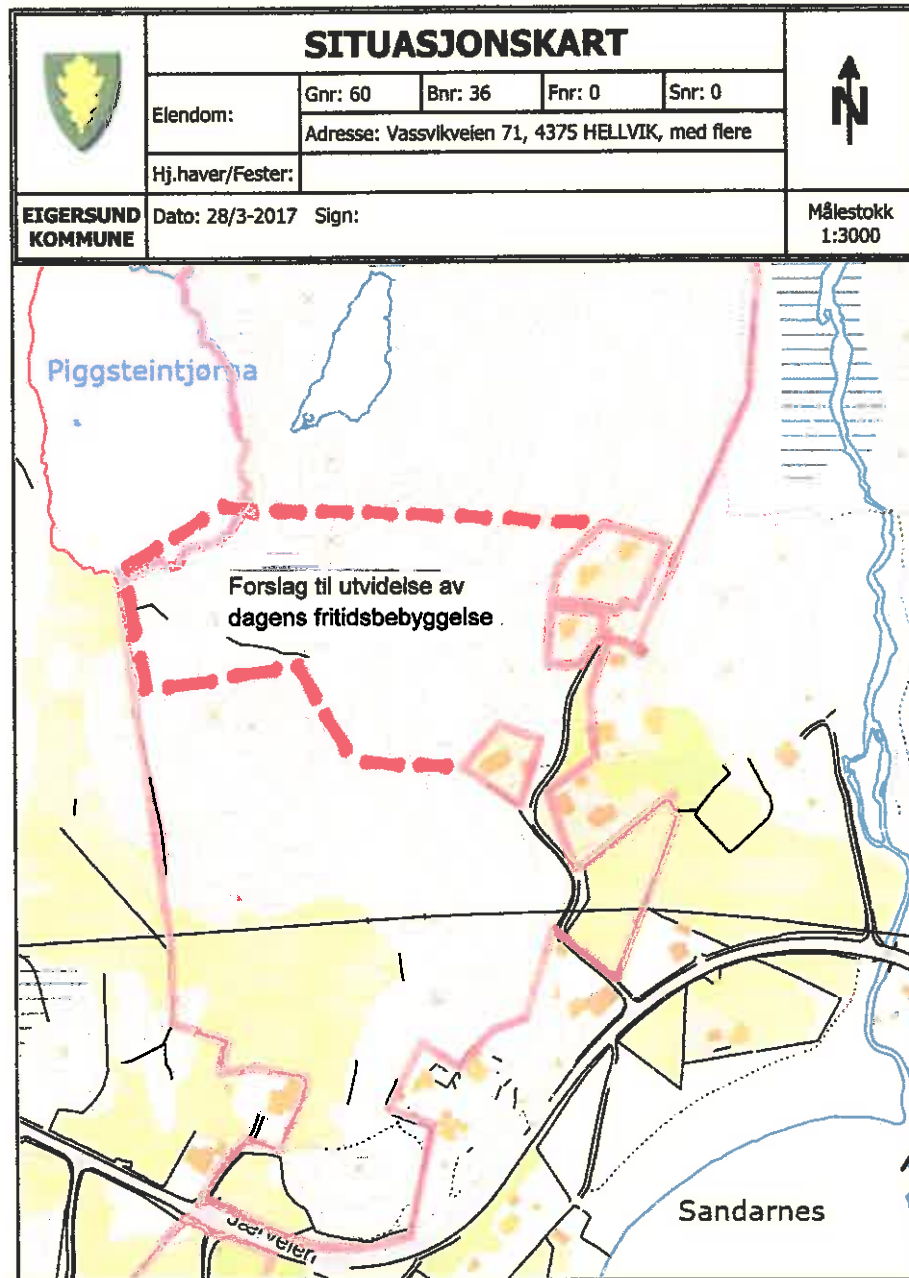 SITUASJONSKART
Eiendom:
Gnr: 60
Bnr: 36
Fnr: 0
Snr: 0
Adresse: Vassvikveien 71, 4375 HELLVIK, med flere
Hj.haver/Fester:
N
EIGERSUND
KOMMUNE
Dato: 28/3-2017 Sign:
Målestokk
1:3000
Piggsteintjørna
Forslag til utvidelse av
dagens fritidsbebyggelse
Sandarnes